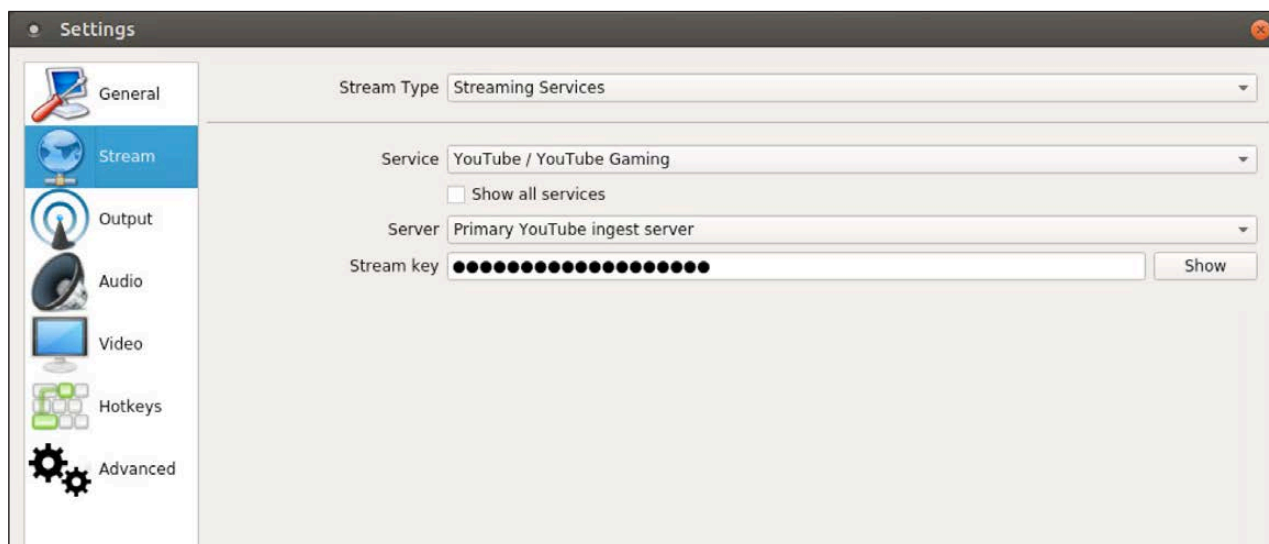 Settings
General
Stream
Output
Audio
Video
Hotkeys
Advanced
Stream Type Streaming Services
Service YouTube / YouTube Gaming
Show all services
Server Primary YouTube ingest server
Stream key ●●●●●●●●●●●●●●●●●●● Show